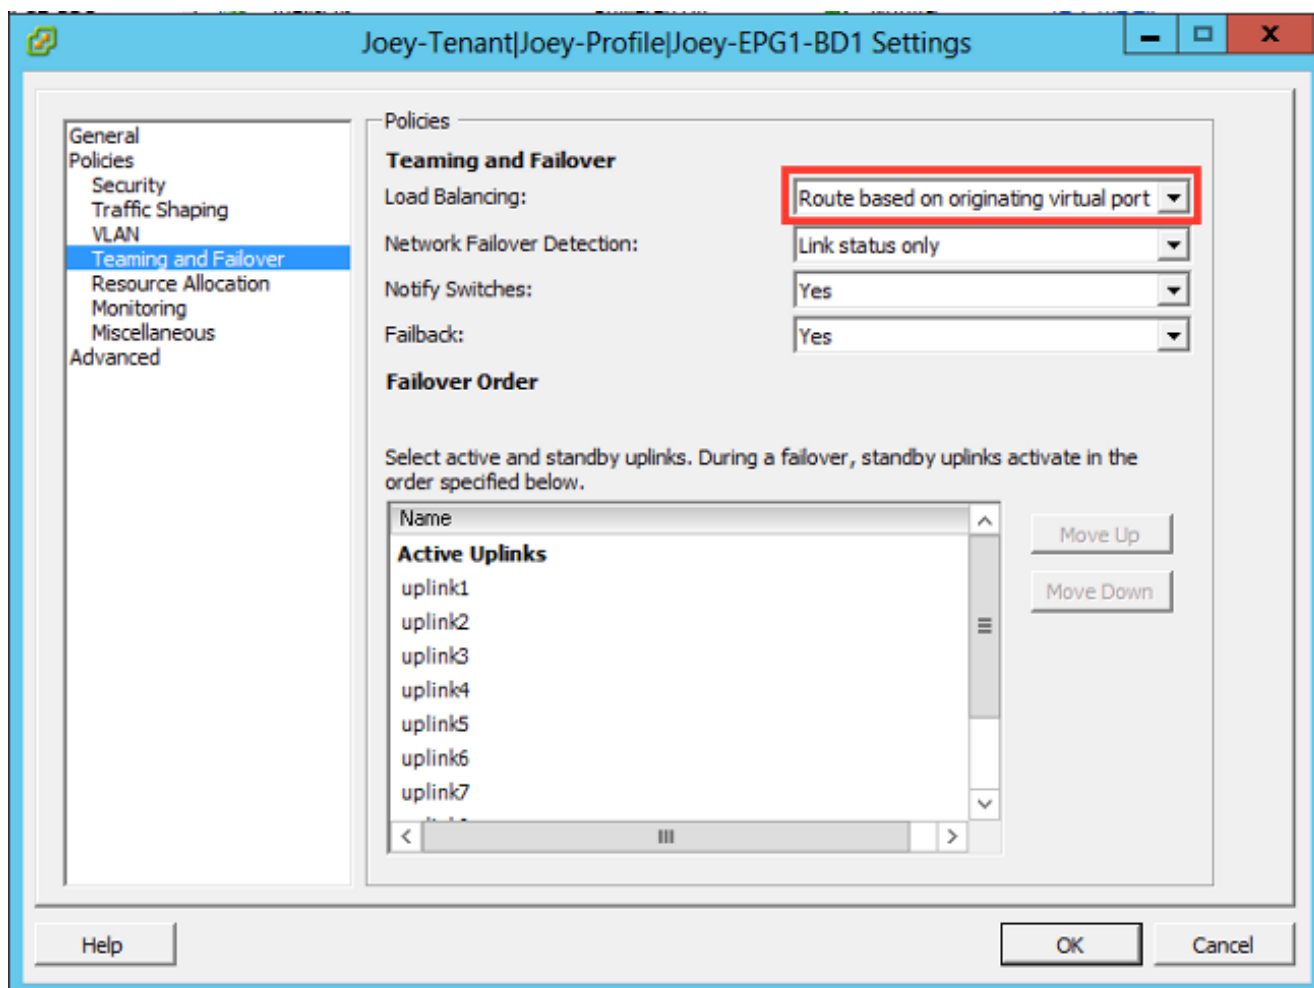 Joey-Tenant|Joey-Profile|Joey-EPG1-BD1 Settings
General
Policies
Security
Traffic Shaping
VLAN
Teaming and Failover
Resource Allocation
Monitoring
Miscellaneous
Advanced
Policies
Teaming and Failover
Load Balancing:
Route based on originating virtual port
Network Failover Detection:
Link status only
Notify Switches:
Yes
Failback:
Yes
Failover Order
Select active and standby uplinks. During a failover, standby uplinks activate in the
order specified below.
Name
Active Uplinks
uplink1
uplink2
uplink3
uplink4
uplink5
uplink6
uplink7
Move Up
Move Down
Help
OK
Cancel